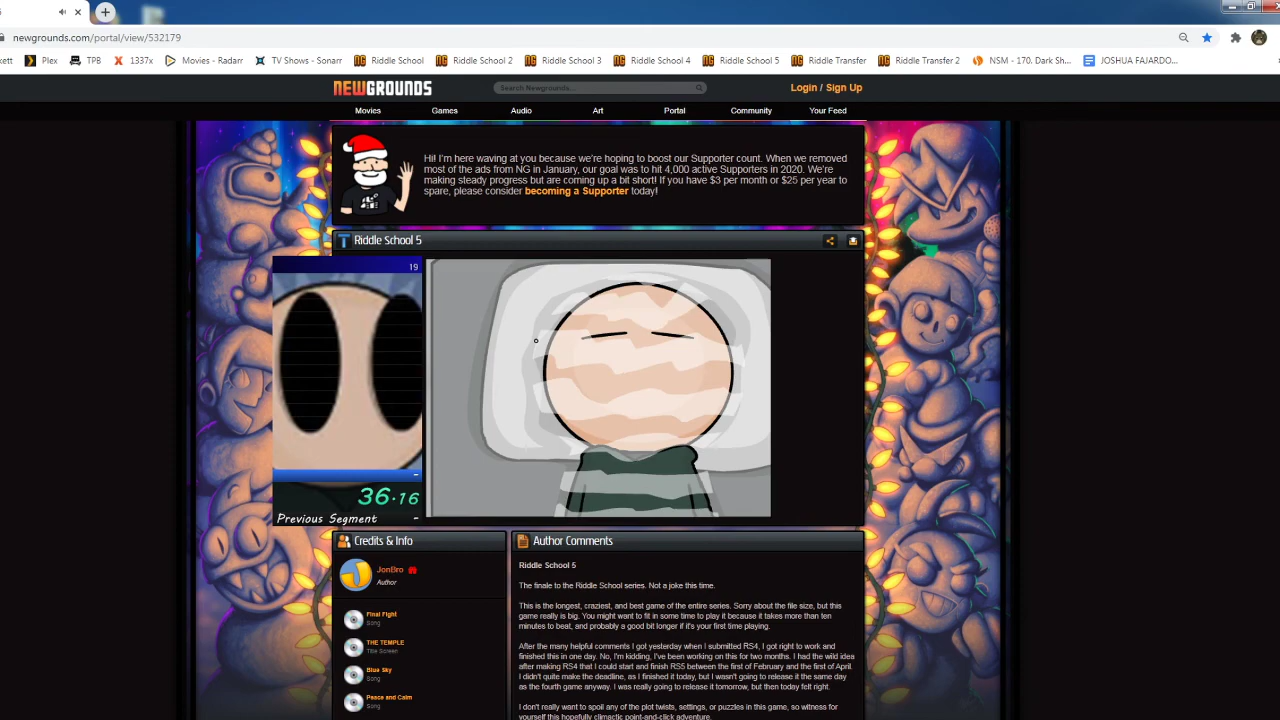 newgrounds.com/portal/view/532179
ett Plex TPB 1337x Movies - Radarr TV Shows - Sonarr Riddle School Riddle School 2 Riddle School 3 Riddle School 4 Riddle School 5 Riddle Transfer Riddle Transfer 2 NSM - 170. Dark Sh... JOSHUA FAJARDO...
NEWGROUNDS
Search Newgrounds...
Login / Sign Up
Movies Games Audio Art Portal Community Your Feed
Hi! I'm here waving at you because we're hoping to boost our Supporter count. When we removed
most of the ads from NG in January, our goal was to hit 4,000 active Supporters in 2020. We're
making steady progress but are coming up a bit short! If you have $3 per month or $25 per year to
spare, please consider becoming a Supporter today!
Riddle School 5
19
-
36.16
Previous Segment -
Credits & Info
JonBro
Author
Final Fight
Song
THE TEMPLE
Title Screen
Blue Sky
Song
Peace and Calm
Song
Author Comments
Riddle School 5
The finale to the Riddle School series. Not a joke this time.
This is the longest, craziest, and best game of the entire series. Sorry about the file size, but this
game really is big. You might want to fit in some time to play it because it takes more than ten
minutes to beat, and probably a good bit longer if it's your first time playing.
After the many helpful comments I got yesterday when I submitted RS4, I got right to work and
finished this in one day. No, I'm kidding, I've been working on this for two months. I had the wild idea
after making RS4 that I could start and finish RS5 between the first of February and the first of April.
I didn't quite make the deadline, as I finished it today, but I wasn't going to release it the same day
as the fourth game anyway. I was really going to release it tomorrow, but then today felt right.
I don't really want to spoil any of the plot twists, settings, or puzzles in this game, so witness for
yourself this hopefully climactic point-and-click adventure.